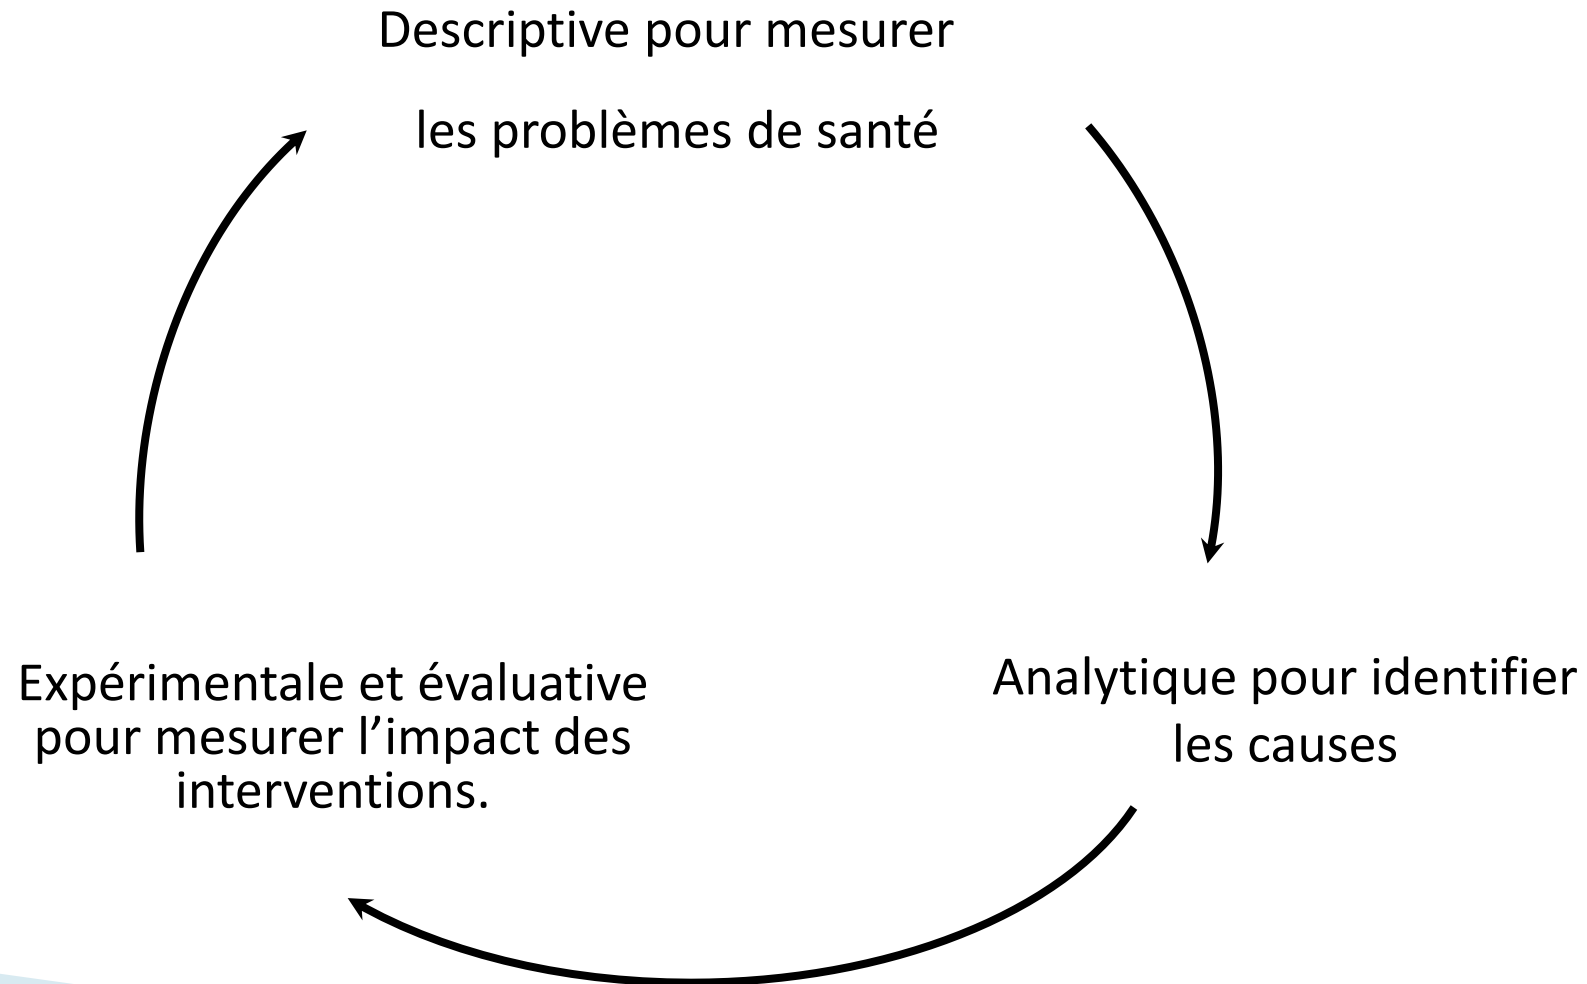 Descriptive pour mesurer
les problèmes de santé
Analytique pour identifier
les causes
Expérimentale et évaluative
pour mesurer l’impact des
interventions.